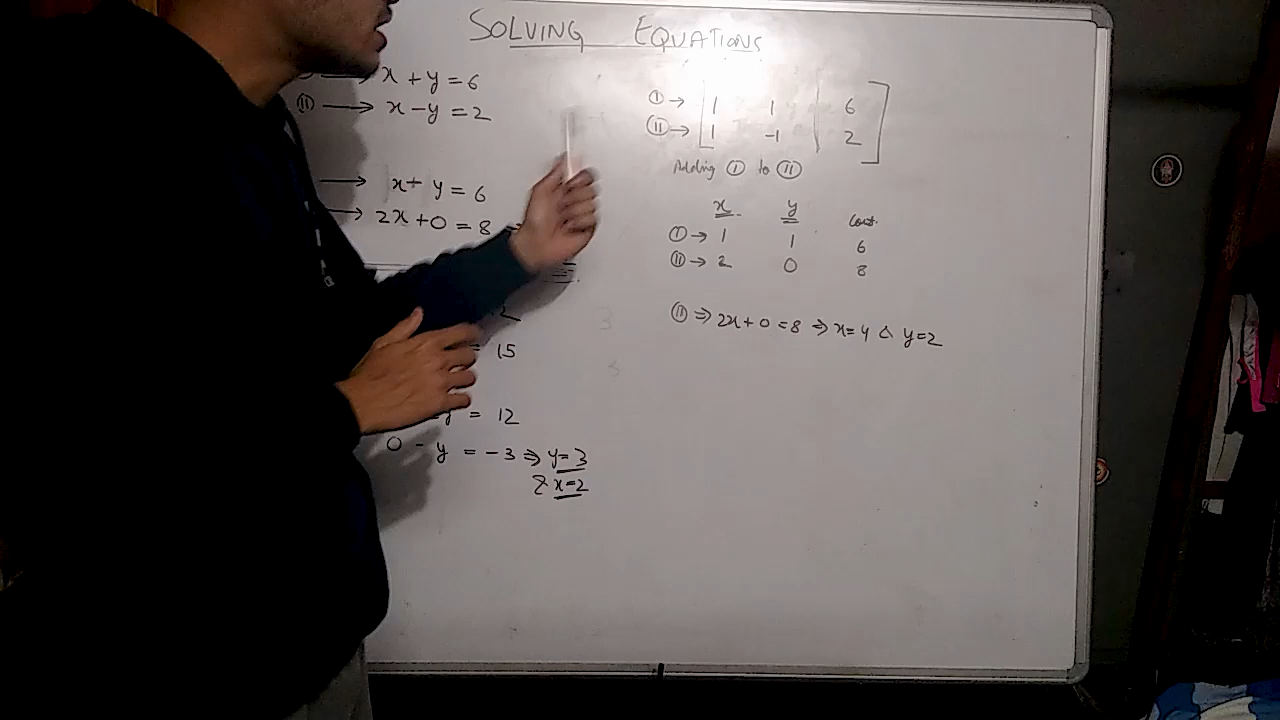 SOLVING EQUATIONS
→ x + y = 6
(II) → x - y = 2
→ x + y = 6
→ 2x + 0 = 8
2
= 15
y = 12
0 - y = -3 ⇒ y = 3
& x = 2
(I) → [ 1 1 | 6
(II) → 1 -1 | 2 ]
Adding (I) to (II)
x y Const.
(I) → 1 1 6
(II) → 2 0 8
(II) ⇒ 2x + 0 = 8 ⇒ x = 4 & y = 2